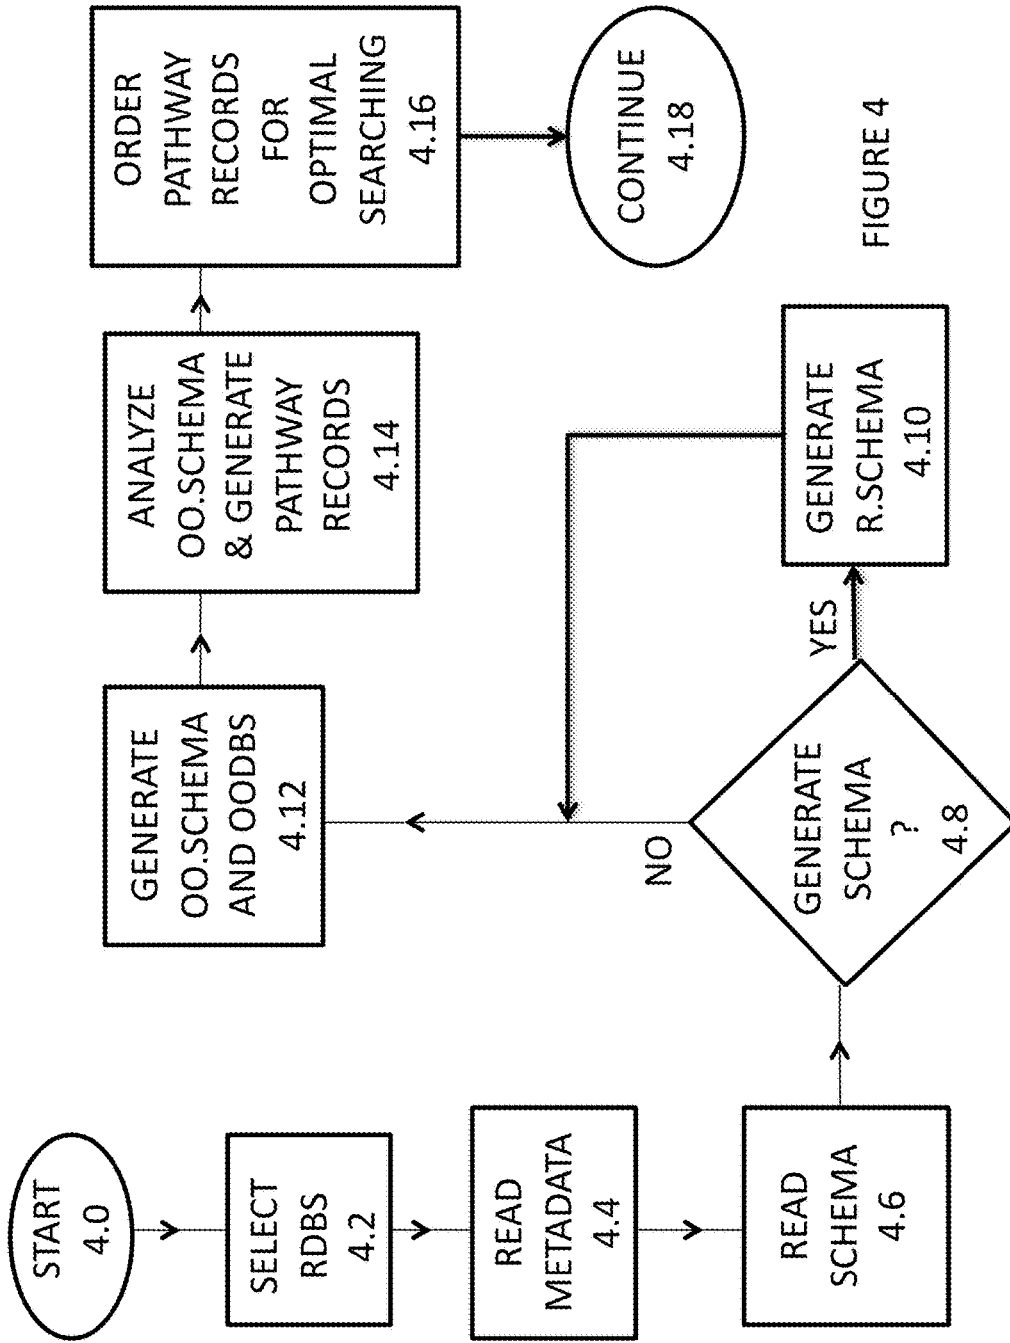 START
4.0
SELECT
RDBS
4.2
READ
METADATA
4.4
READ
SCHEMA
4.6
GENERATE
SCHEMA
?
4.8
YES
NO
GENERATE
R.SCHEMA
4.10
GENERATE
OO.SCHEMA
AND OODBS
4.12
ANALYZE
OO.SCHEMA
& GENERATE
PATHWAY
RECORDS
4.14
ORDER
PATHWAY
RECORDS
FOR
OPTIMAL
SEARCHING
4.16
CONTINUE
4.18
FIGURE 4